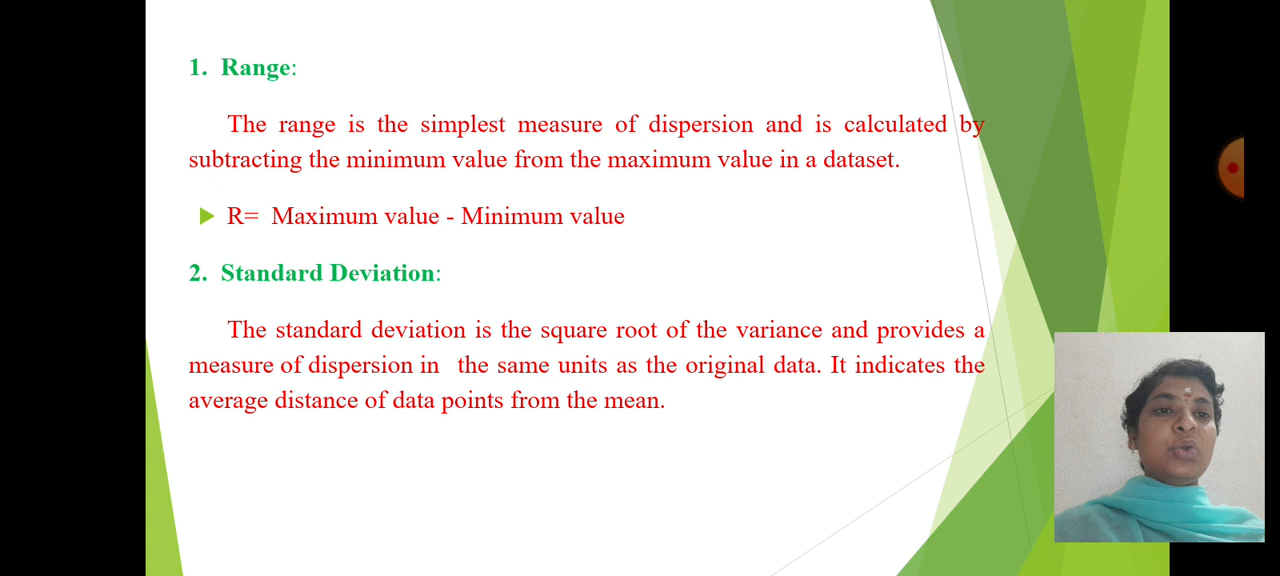 1. Range:
The range is the simplest measure of dispersion and is calculated by
subtracting the minimum value from the maximum value in a dataset.
R= Maximum value - Minimum value
2. Standard Deviation:
The standard deviation is the square root of the variance and provides a
measure of dispersion in the same units as the original data. It indicates the
average distance of data points from the mean.